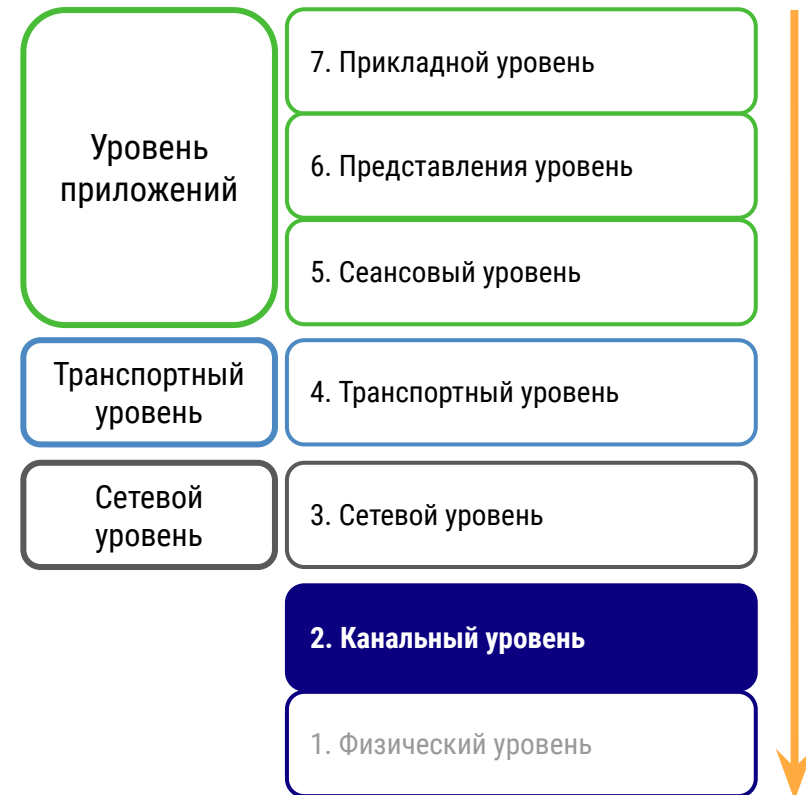 Уровень
приложений
7. Прикладной уровень
6. Представления уровень
5. Сеансовый уровень
Транспортный
уровень
4. Транспортный уровень
Сетевой
уровень
3. Сетевой уровень
2. Канальный уровень
1. Физический уровень